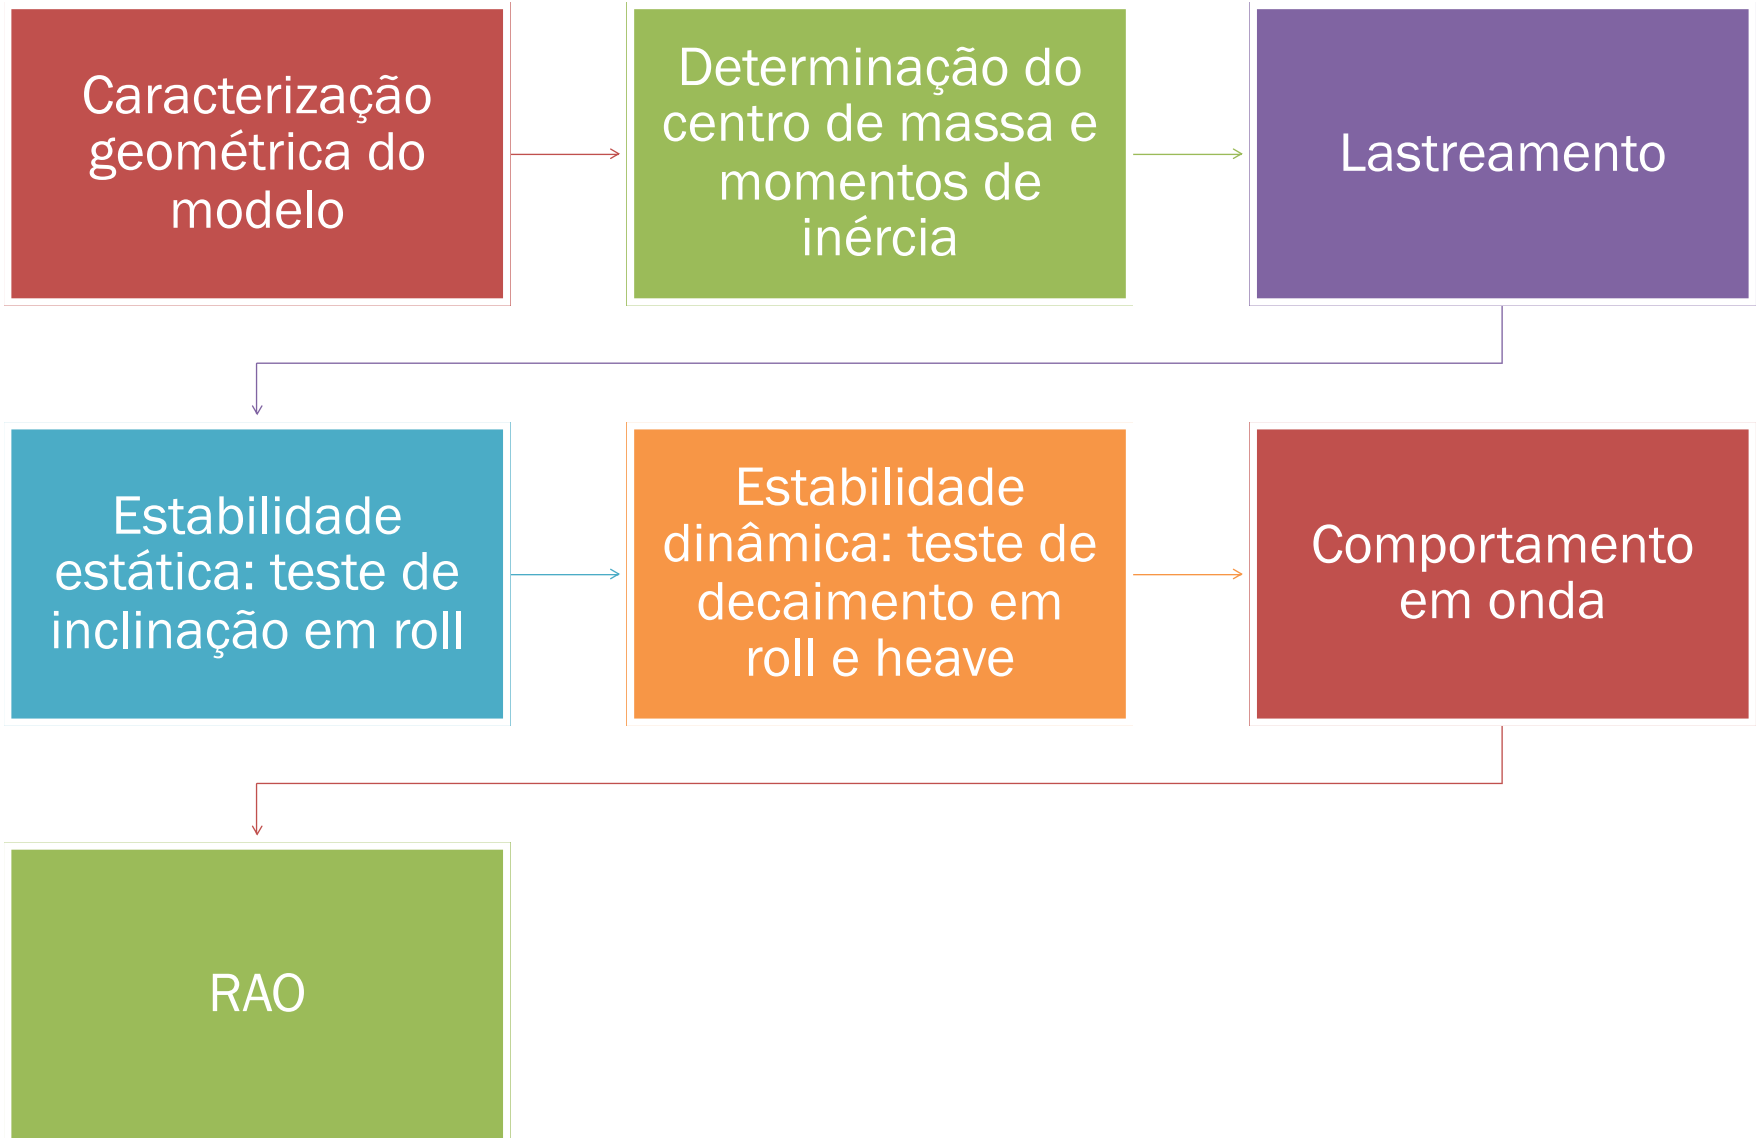 Caracterização
geométrica do
modelo
Determinação do
centro de massa e
momentos de
inércia
Lastreamento
Estabilidade
estática: teste de
inclinação em roll
Estabilidade
dinâmica: teste de
decaimento em
roll e heave
Comportamento
em onda
RAO